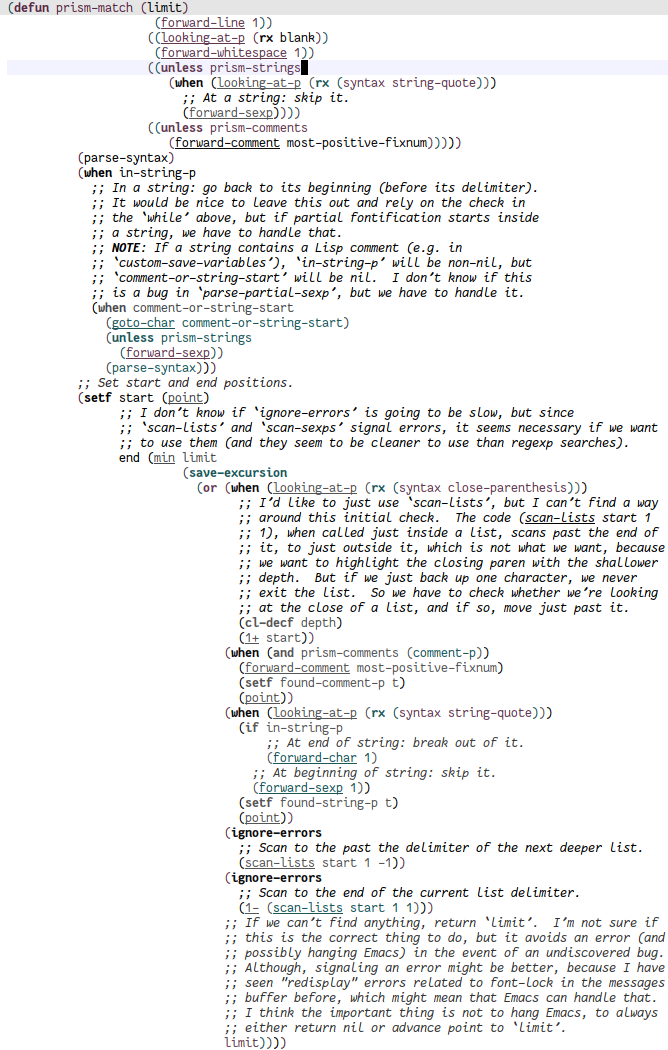 (defun prism-match (limit)
(forward-line 1))
((looking-at-p (rx blank))
(forward-whitespace 1))
((unless prism-strings
(when (looking-at-p (rx (syntax string-quote)))
;; At a string: skip it.
(forward-sexp))))
((unless prism-comments
(forward-comment most-positive-fixnum)))))
(parse-syntax)
(when in-string-p
;; In a string: go back to its beginning (before its delimiter).
;; It would be nice to leave this out and rely on the check in
;; the `while' above, but if partial fontification starts inside
;; a string, we have to handle that.
;; NOTE: If a string contains a Lisp comment (e.g. in
;; `custom-save-variables'), `in-string-p' will be non-nil, but
;; `comment-or-string-start' will be nil.  I don't know if this
;; is a bug in `parse-partial-sexp', but we have to handle it.
(when comment-or-string-start
(goto-char comment-or-string-start)
(unless prism-strings
(forward-sexp))
(parse-syntax)))
;; Set start and end positions.
(setf start (point)
;; I don't know if `ignore-errors' is going to be slow, but since
;; `scan-lists' and `scan-sexps' signal errors, it seems necessary if we want
;; to use them (and they seem to be cleaner to use than regexp searches).
end (min limit
(save-excursion
(or (when (looking-at-p (rx (syntax close-parenthesis)))
;; I'd like to just use `scan-lists', but I can't find a way
;; around this initial check.  The code (scan-lists start 1
;; 1), when called just inside a list, scans past the end of
;; it, to just outside it, which is not what we want, because
;; we want to highlight the closing paren with the shallower
;; depth.  But if we just back up one character, we never
;; exit the list.  So we have to check whether we're looking
;; at the close of a list, and if so, move just past it.
(cl-decf depth)
(1+ start))
(when (and prism-comments (comment-p))
(forward-comment most-positive-fixnum)
(setf found-comment-p t)
(point))
(when (looking-at-p (rx (syntax string-quote)))
(if in-string-p
;; At end of string: break out of it.
(forward-char 1)
;; At beginning of string: skip it.
(forward-sexp 1))
(setf found-string-p t)
(point))
(ignore-errors
;; Scan to the past the delimiter of the next deeper list.
(scan-lists start 1 -1))
(ignore-errors
;; Scan to the end of the current list delimiter.
(1- (scan-lists start 1 1)))
;; If we can't find anything, return `limit'.  I'm not sure if
;; this is the correct thing to do, but it avoids an error (and
;; possibly hanging Emacs) in the event of an undiscovered bug.
;; Although, signaling an error might be better, because I have
;; seen "redisplay" errors related to font-lock in the messages
;; buffer before, which might mean that Emacs can handle that.
;; I think the important thing is not to hang Emacs, to always
;; either return nil or advance point to `limit'.
limit))))